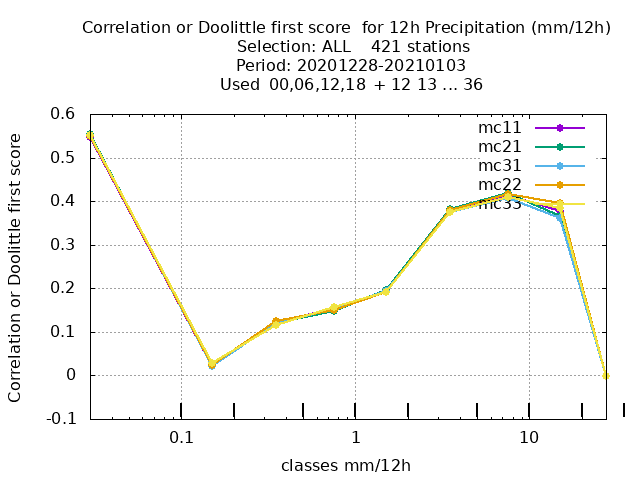 Correlation or Doolittle first score  for 12h Precipitation (mm/12h)
Selection: ALL    421 stations
Period: 20201228-20210103
Used  00,06,12,18  + 12 13 ... 36
Correlation or Doolittle first score
0.6
0.5
0.4
0.3
0.2
0.1
0
-0.1
mc11
mc21
mc31
mc22
mc33
0.1
1
10
classes mm/12h